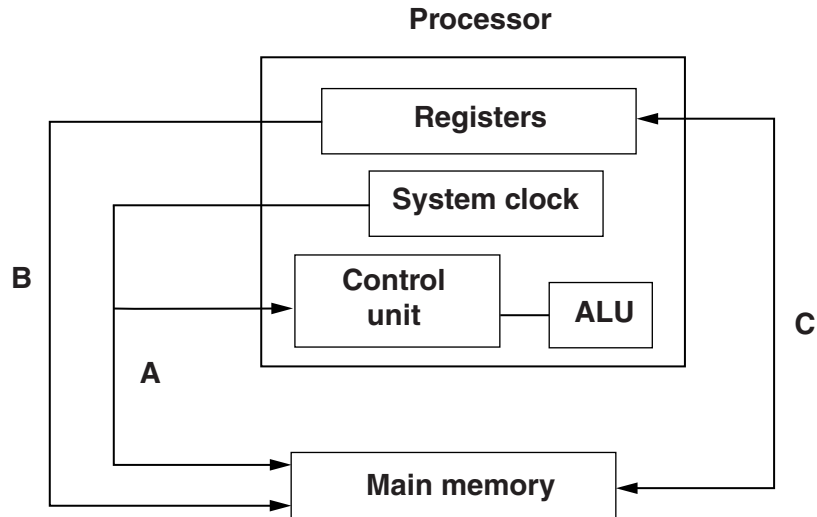 Processor
Registers
System clock
Control
unit
ALU
B
A
C
Main memory